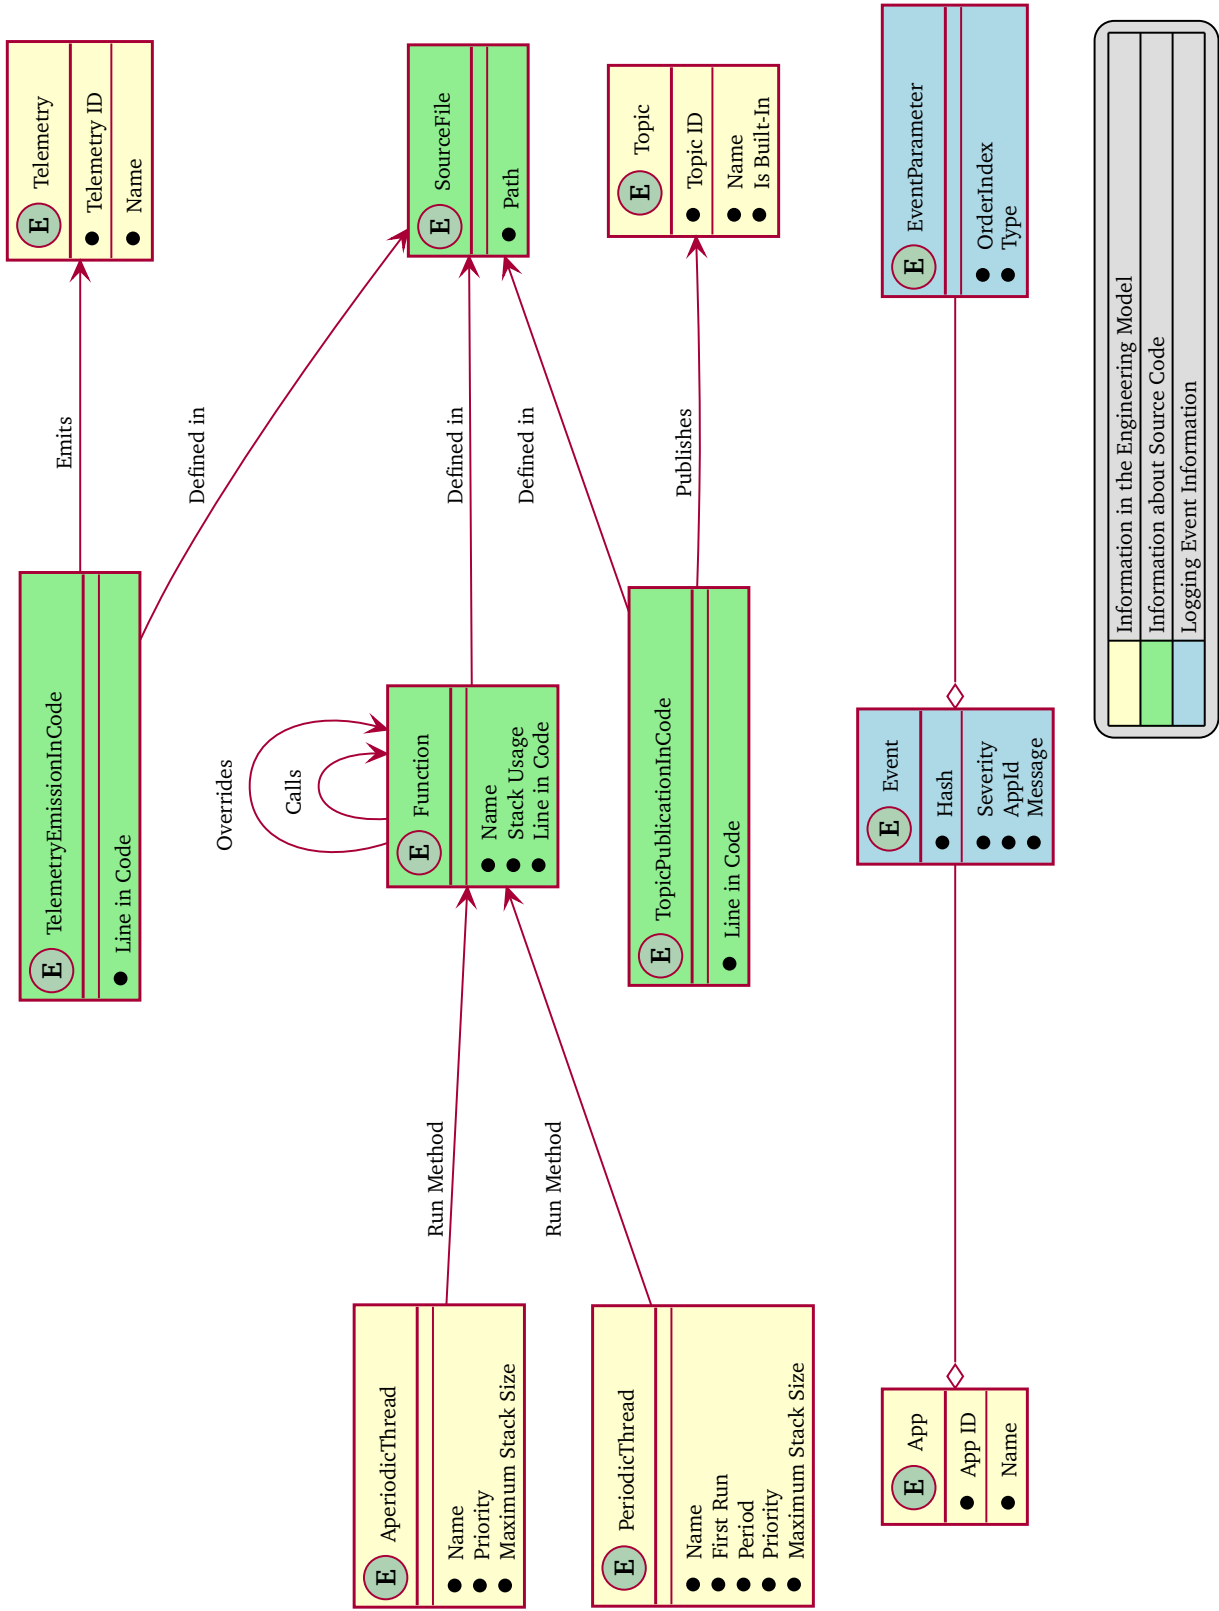 E Telemetry
Telemetry ID
Name
E SourceFile
Path
E Topic
Topic ID
Name
Is Built-In
E EventParameter
OrderIndex
Type
Emits
Defined in
Defined in
Defined in
Publishes
E TelemetryEmissionInCode
Line in Code
Overrides
Calls
E Function
Name
Stack Usage
Line in Code
E TopicPublicationInCode
Line in Code
E Event
Hash
Severity
AppId
Message
Run Method
Run Method
E AperiodicThread
Name
Priority
Maximum Stack Size
E PeriodicThread
Name
First Run
Period
Priority
Maximum Stack Size
E App
App ID
Name
Information in the Engineering Model
Information about Source Code
Logging Event Information